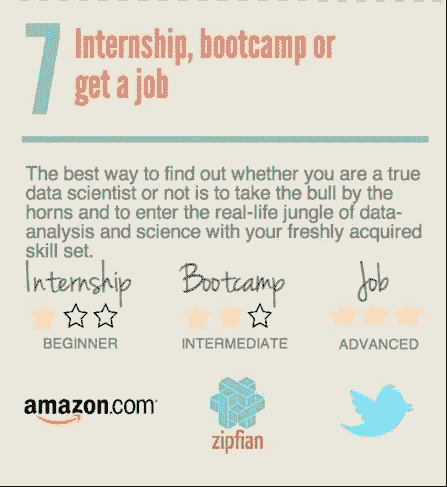 7
Internship, bootcamp or
get a job
The best way to find out whether you are a true
data scientist or not is to take the bull by the
horns and to enter the real-life jungle of data-
analysis and science with your freshly acquired
skill set.
Internship Bootcamp Job
BEGINNER INTERMEDIATE ADVANCED
amazon.com
zipfian